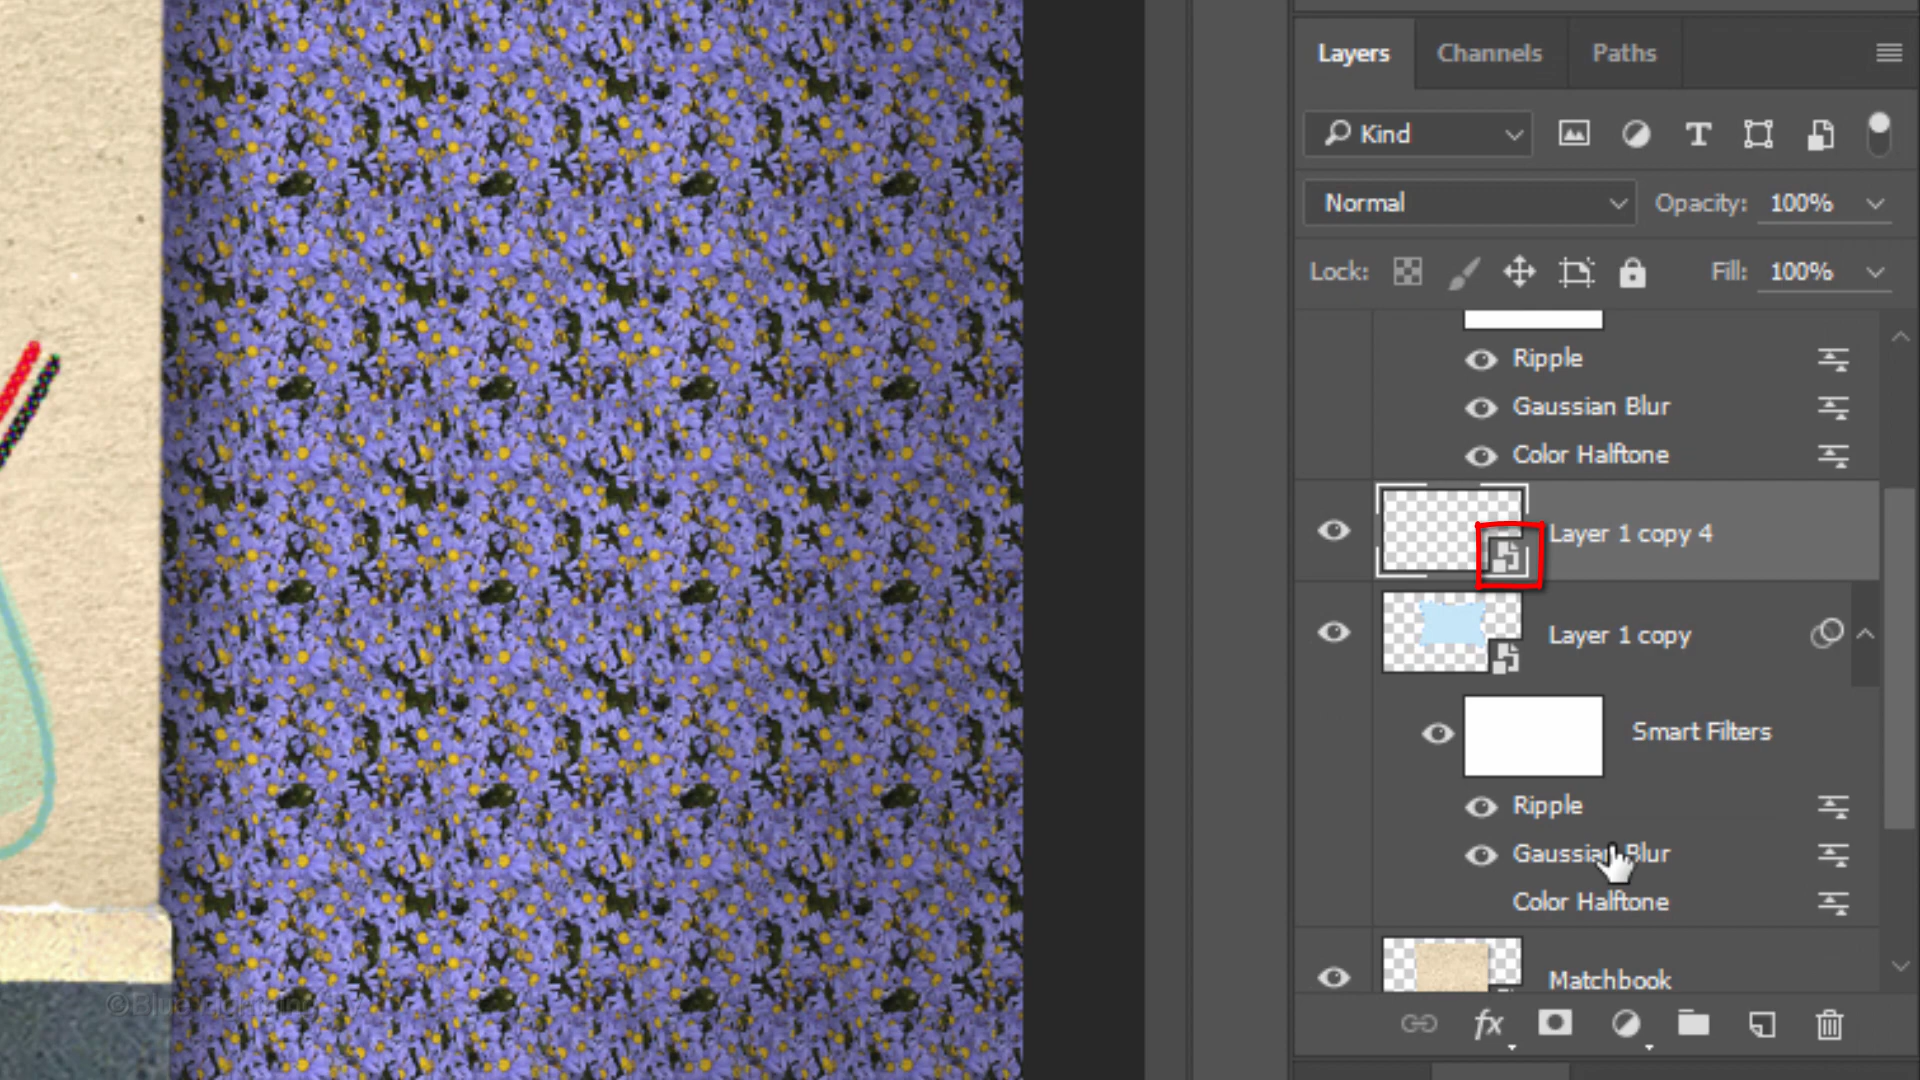 Layers Channels Paths
Kind
Normal Opacity: 100%
Lock: Fill: 100%
Ripple
Gaussian Blur
Color Halftone
Layer 1 copy 4
Layer 1 copy
Smart Filters
Ripple
Gaussian Blur
Color Halftone
Matchbook
fx